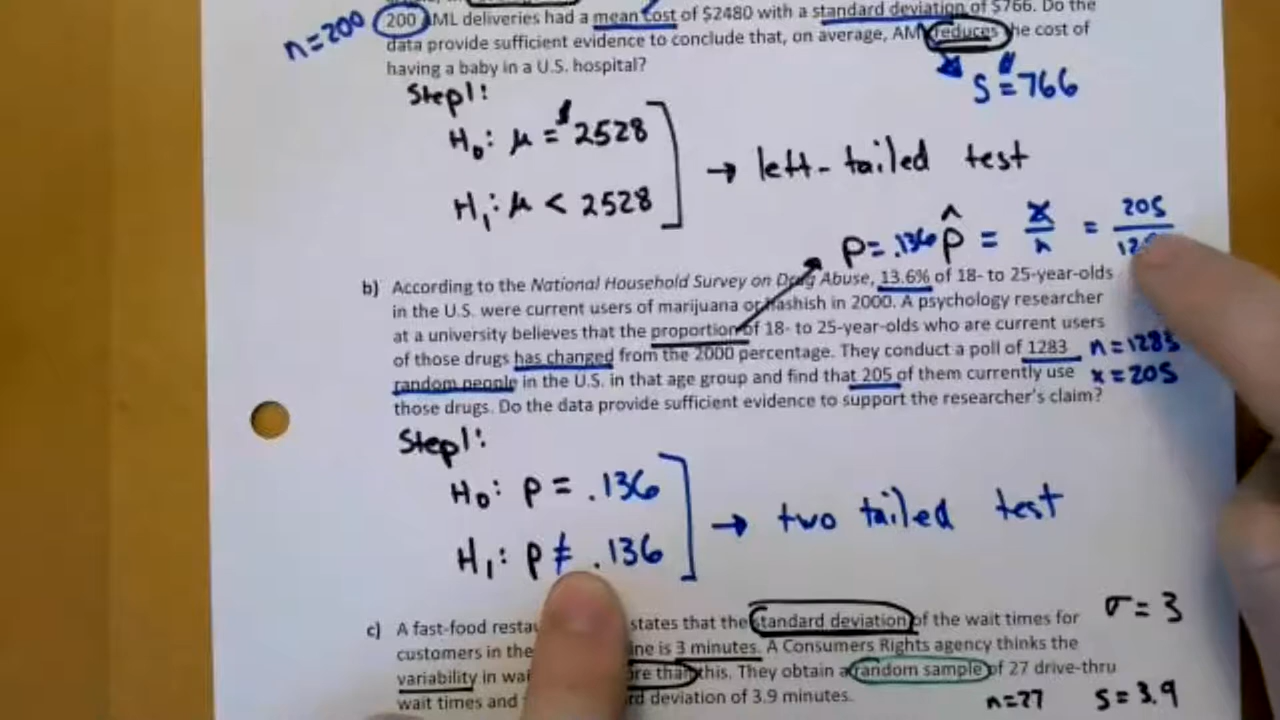 n=200
200 AML deliveries had a mean cost of $2480 with a standard deviation of $766. Do the
data provide sufficient evidence to conclude that, on average, AML reduces the cost of
having a baby in a U.S. hospital?
S = $766
Step1:
H₀: μ = $2528
H₁: μ < 2528
→ left-tailed test
p = .136
p̂ = x/n = 205/
b) According to the National Household Survey on Drug Abuse, 13.6% of 18- to 25-year-olds
in the U.S. were current users of marijuana or hashish in 2000. A psychology researcher
at a university believes that the proportion of 18- to 25-year-olds who are current users
of those drugs has changed from the 2000 percentage. They conduct a poll of 1283
random people in the U.S. in that age group and find that 205 of them currently use
those drugs. Do the data provide sufficient evidence to support the researcher's claim?
n=1283
x=205
Step1:
H₀: p = .136
H₁: p ≠ .136
→ two tailed test
c) A fast-food states that the standard deviation of the wait times for
customers in the is 3 minutes. A Consumers Rights agency thinks the
variability in than this. They obtain a random sample of 27 drive-thru
wait times and deviation of 3.9 minutes.
σ = 3
n=27
S = 3.9